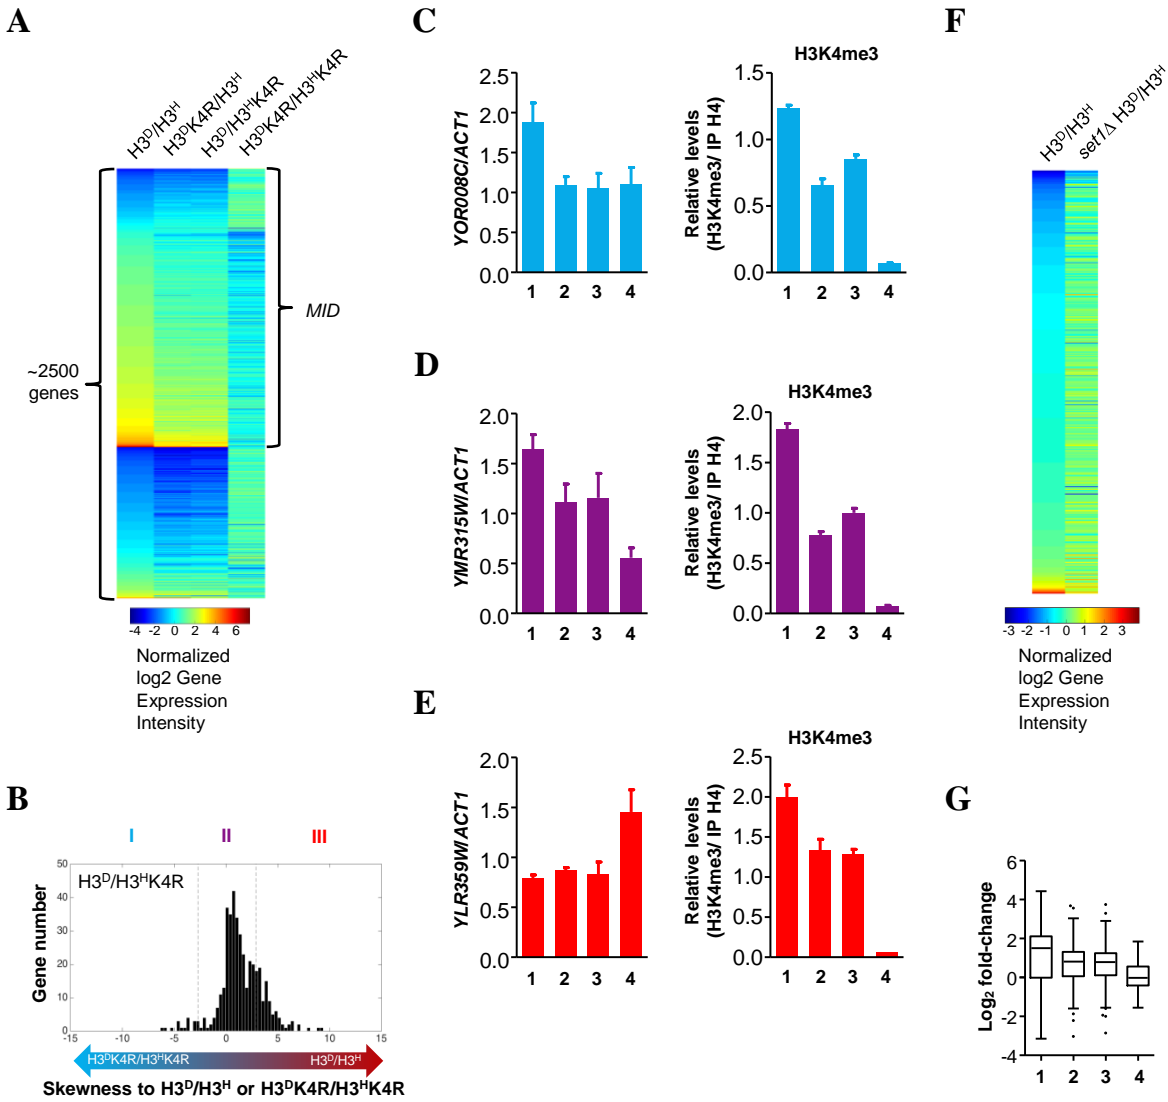 A
H3ᴰ/H3ᴴ
H3ᴰK4R/H3ᴴ
H3ᴰ/H3ᴴK4R
H3ᴰK4R/H3ᴴK4R
~2500
genes
MID
-4 -2 0 2 4 6
Normalized
log2 Gene
Expression
Intensity
B
I II III
50
40
30
20
10
0
Gene number
H3ᴰ/H3ᴴK4R
-15 -10 -5 0 5 10 15
H3ᴰK4R/H3ᴴK4R
H3ᴰ/H3ᴴ
Skewness to H3ᴰ/H3ᴴ or H3ᴰK4R/H3ᴴK4R
C
YOR008C/ACT1
2.5
2.0
1.5
1.0
0.5
0.0
1 2 3 4
H3K4me3
Relative levels
(H3K4me3/ IP H4)
1.5
1.0
0.5
0.0
1 2 3 4
D
YMR315W/ACT1
2.0
1.5
1.0
0.5
0.0
1 2 3 4
H3K4me3
Relative levels
(H3K4me3/ IP H4)
2.0
1.5
1.0
0.5
0.0
1 2 3 4
E
YLR359W/ACT1
2.0
1.5
1.0
0.5
0.0
1 2 3 4
H3K4me3
Relative levels
(H3K4me3/ IP H4)
2.5
2.0
1.5
1.0
0.5
0.0
1 2 3 4
F
H3ᴰ/H3ᴴ
set1Δ H3ᴰ/H3ᴴ
-3 -2 -1 0 1 2 3
Normalized
log2 Gene
Expression
Intensity
G
Log₂ fold-change
6
4
2
0
-2
-4
1 2 3 4